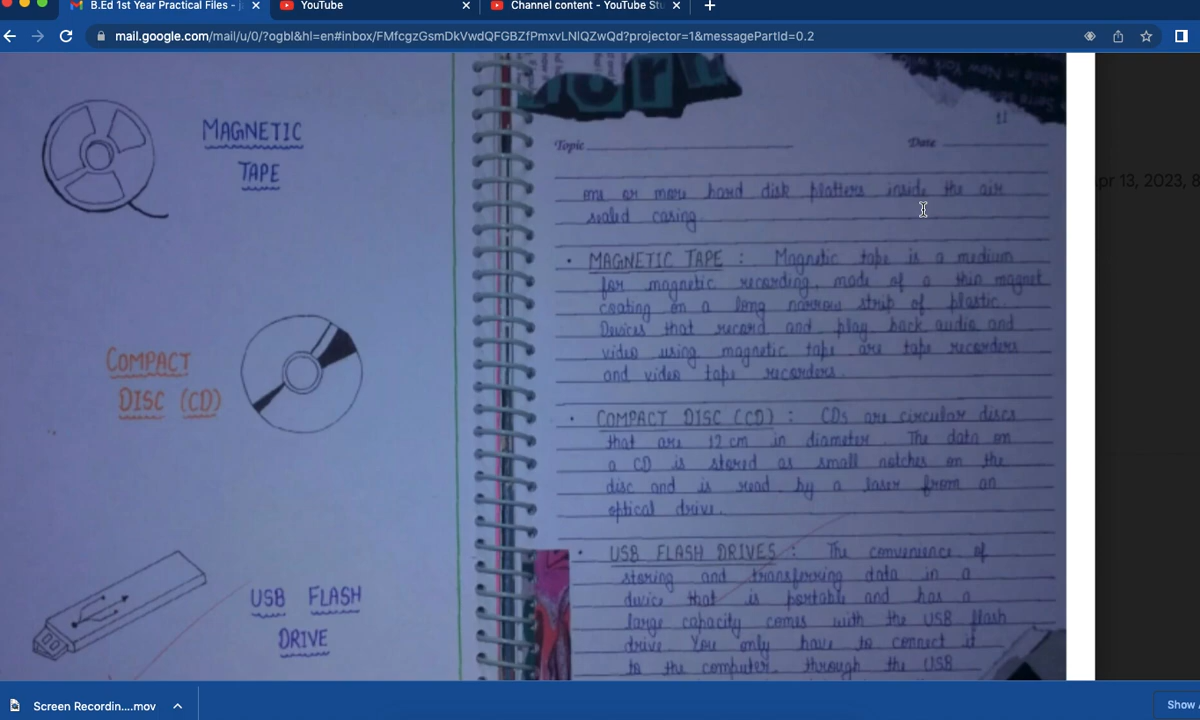 B.Ed 1st Year Practical Files - j
YouTube
Channel content - YouTube Stu
mail.google.com/mail/u/0/?ogbl&hl=en#inbox/FMfcgzGsmDkVwdQFGBZfPmxvLNlQZwQd?projector=1&messagePartId=0.2
MAGNETIC
TAPE
COMPACT
DISC (CD)
USB FLASH
DRIVE
11
Topic
Date
one or more hard disk platters inside the air
sealed casing.
• MAGNETIC TAPE : Magnetic tape is a medium
for magnetic recording, made of a thin magnet
coating on a long narrow strip of plastic.
Devices that record and play back audio and
video using magnetic tape are tape recorders
and video tape recorders.
• COMPACT DISC (CD) : CDs are circular discs
that are 12 cm in diameter. The data on
a CD is stored as small notches on the
disc and is read by a laser from an
optical drive.
• USB FLASH DRIVES : The convenience of
storing and transferring data in a
device that is portable and has a
large capacity comes with the USB flash
drive. You only have to connect it
to the computer through the USB
pr 13, 2023, 8
Screen Recordin....mov
Show